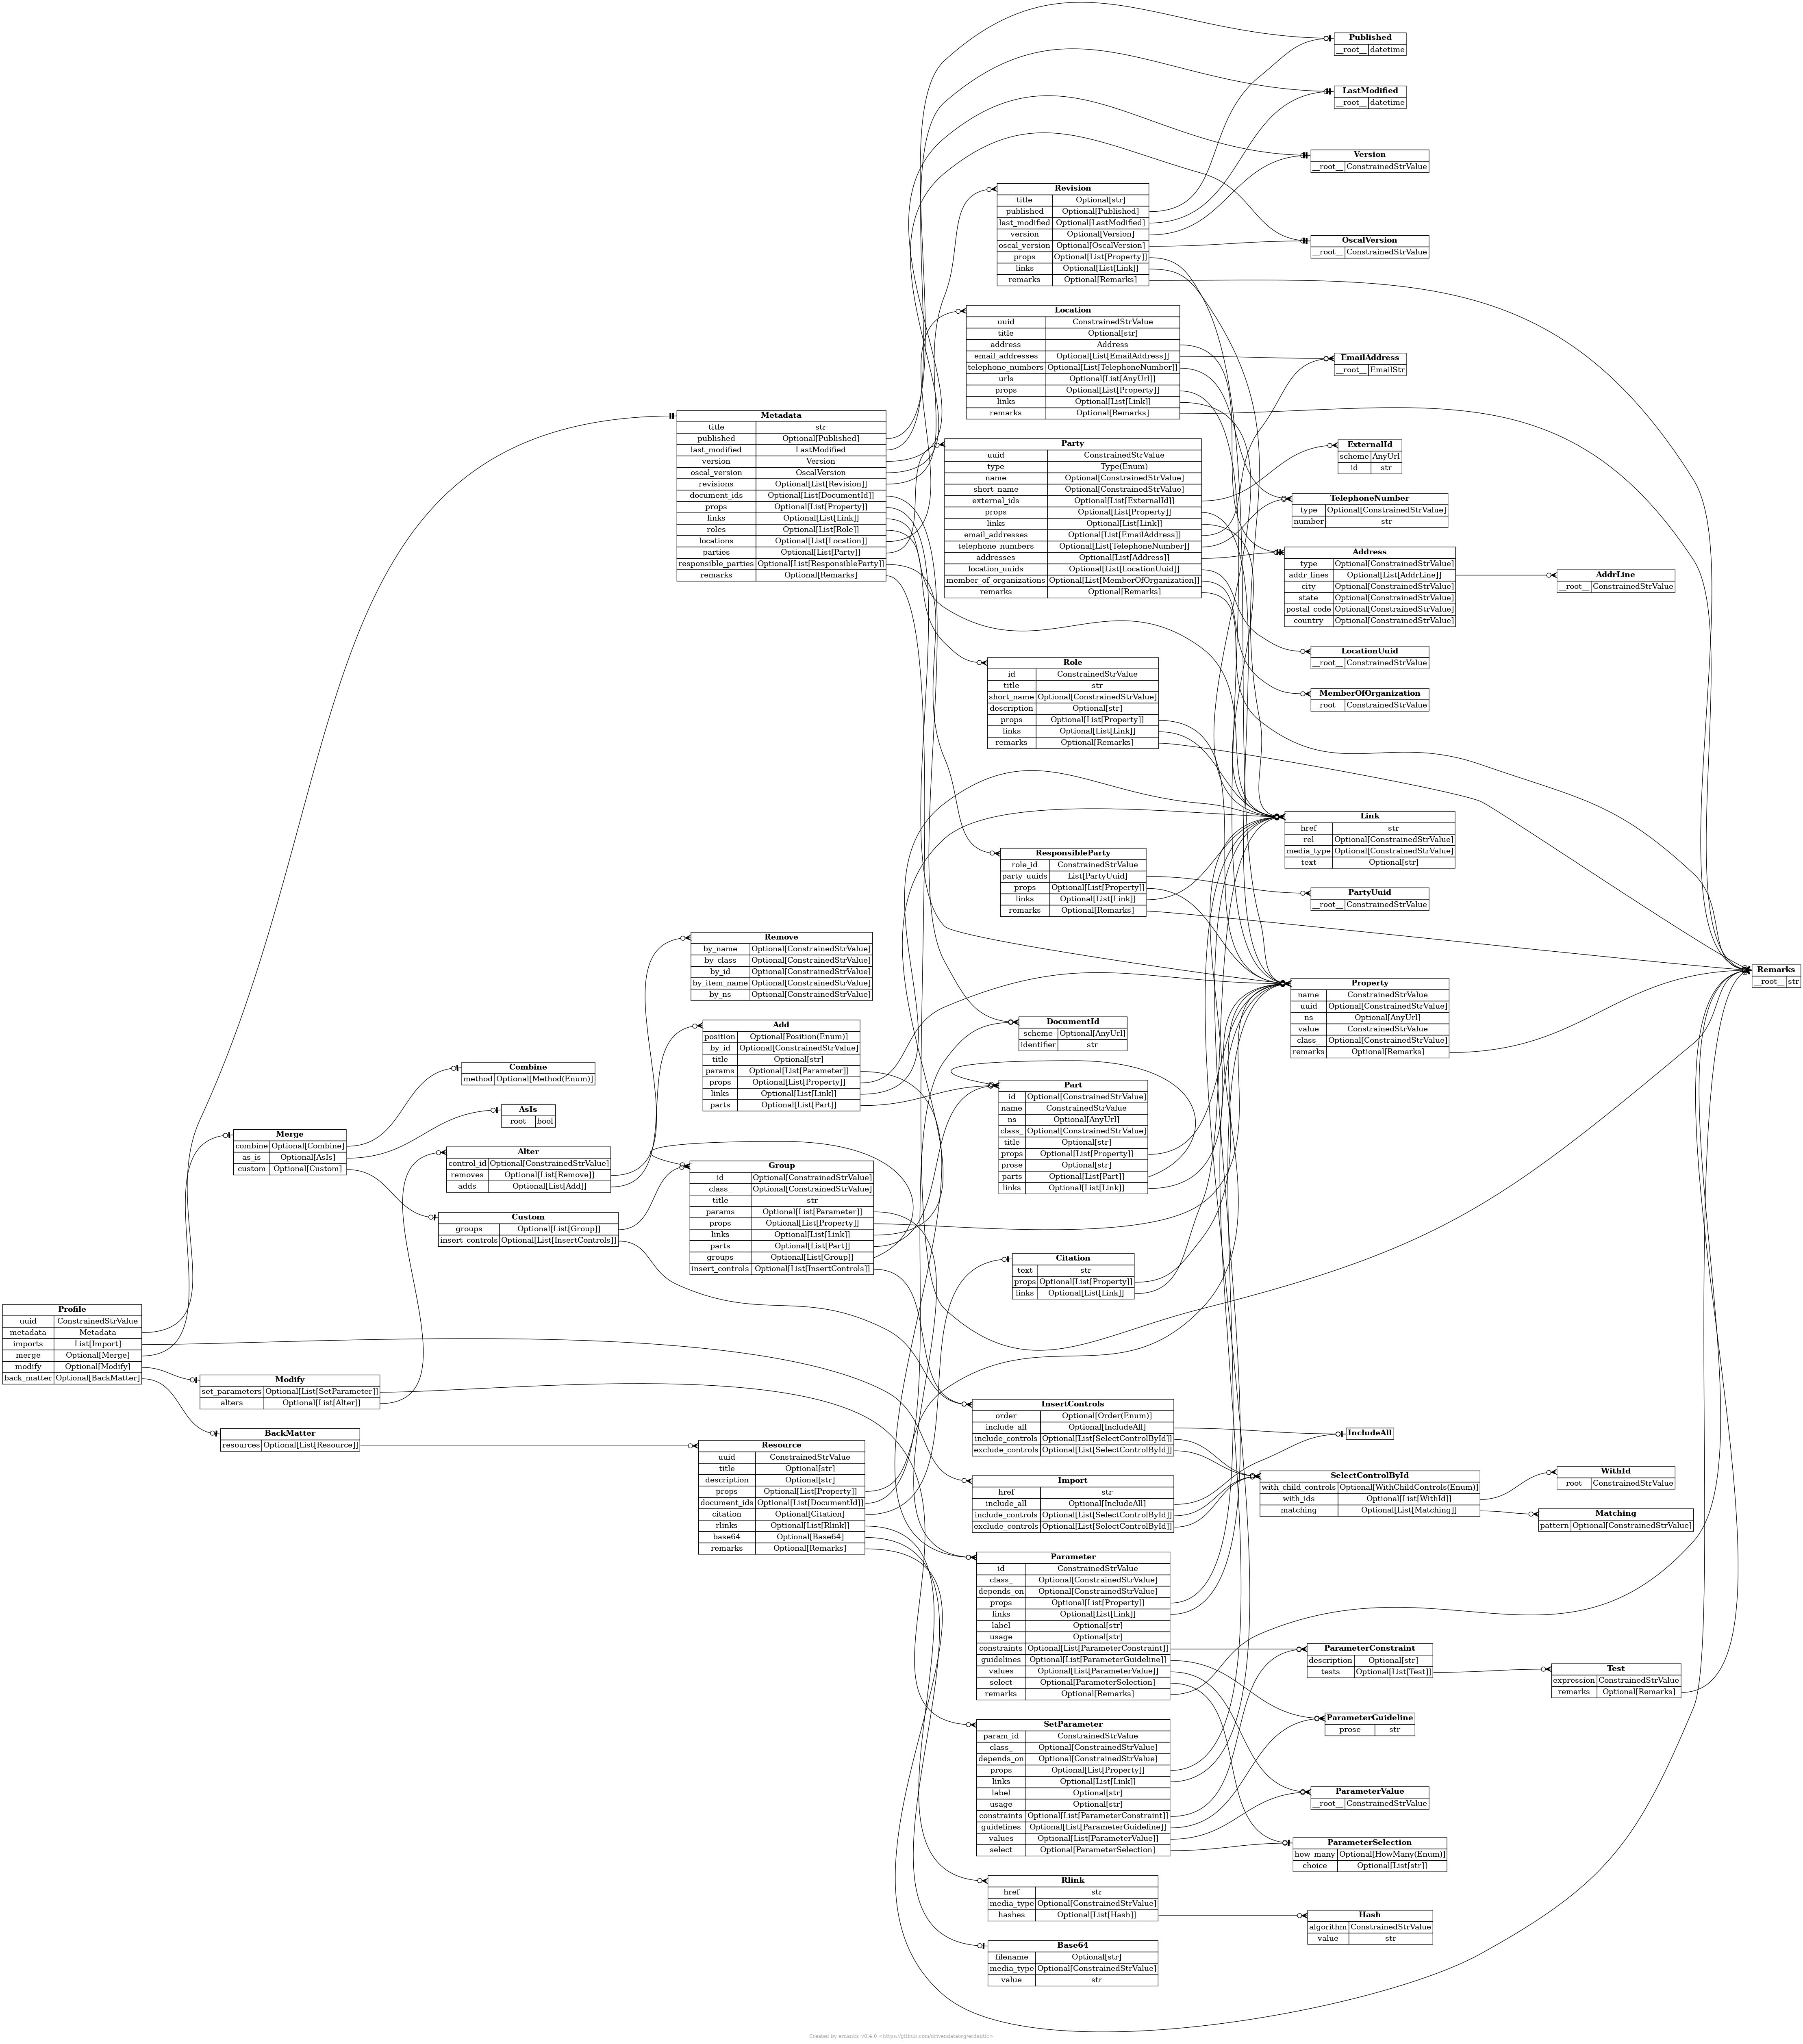 Published
__root__ datetime
LastModified
__root__ datetime
Version
__root__ ConstrainedStrValue
Revision
title Optional[str]
published Optional[Published]
last_modified Optional[LastModified]
version Optional[Version]
oscal_version Optional[OscalVersion]
props Optional[List[Property]]
links Optional[List[Link]]
remarks Optional[Remarks]
OscalVersion
__root__ ConstrainedStrValue
Location
uuid ConstrainedStrValue
title Optional[str]
address Address
email_addresses Optional[List[EmailAddress]]
telephone_numbers Optional[List[TelephoneNumber]]
urls Optional[List[AnyUrl]]
props Optional[List[Property]]
links Optional[List[Link]]
remarks Optional[Remarks]
EmailAddress
__root__ EmailStr
Metadata
title str
published Optional[Published]
last_modified LastModified
version Version
oscal_version OscalVersion
revisions Optional[List[Revision]]
document_ids Optional[List[DocumentId]]
props Optional[List[Property]]
links Optional[List[Link]]
roles Optional[List[Role]]
locations Optional[List[Location]]
parties Optional[List[Party]]
responsible_parties Optional[List[ResponsibleParty]]
remarks Optional[Remarks]
Party
uuid ConstrainedStrValue
type Type(Enum)
name Optional[ConstrainedStrValue]
short_name Optional[ConstrainedStrValue]
external_ids Optional[List[ExternalId]]
props Optional[List[Property]]
links Optional[List[Link]]
email_addresses Optional[List[EmailAddress]]
telephone_numbers Optional[List[TelephoneNumber]]
addresses Optional[List[Address]]
location_uuids Optional[List[LocationUuid]]
member_of_organizations Optional[List[MemberOfOrganization]]
remarks Optional[Remarks]
ExternalId
scheme AnyUrl
id str
TelephoneNumber
type Optional[ConstrainedStrValue]
number str
Address
type Optional[ConstrainedStrValue]
addr_lines Optional[List[AddrLine]]
city Optional[ConstrainedStrValue]
state Optional[ConstrainedStrValue]
postal_code Optional[ConstrainedStrValue]
country Optional[ConstrainedStrValue]
AddrLine
__root__ ConstrainedStrValue
LocationUuid
__root__ ConstrainedStrValue
MemberOfOrganization
__root__ ConstrainedStrValue
Role
id ConstrainedStrValue
title str
short_name Optional[ConstrainedStrValue]
description Optional[str]
props Optional[List[Property]]
links Optional[List[Link]]
remarks Optional[Remarks]
Link
href str
rel Optional[ConstrainedStrValue]
media_type Optional[ConstrainedStrValue]
text Optional[str]
ResponsibleParty
role_id ConstrainedStrValue
party_uuids List[PartyUuid]
props Optional[List[Property]]
links Optional[List[Link]]
remarks Optional[Remarks]
PartyUuid
__root__ ConstrainedStrValue
Remarks
__root__ str
Remove
by_name Optional[ConstrainedStrValue]
by_class Optional[ConstrainedStrValue]
by_id Optional[ConstrainedStrValue]
by_item_name Optional[ConstrainedStrValue]
by_ns Optional[ConstrainedStrValue]
Property
name ConstrainedStrValue
uuid Optional[ConstrainedStrValue]
ns Optional[AnyUrl]
value ConstrainedStrValue
class_ Optional[ConstrainedStrValue]
remarks Optional[Remarks]
Add
position Optional[Position(Enum)]
by_id Optional[ConstrainedStrValue]
title Optional[str]
params Optional[List[Parameter]]
props Optional[List[Property]]
links Optional[List[Link]]
parts Optional[List[Part]]
DocumentId
scheme Optional[AnyUrl]
identifier str
Combine
method Optional[Method(Enum)]
AsIs
__root__ bool
Part
id Optional[ConstrainedStrValue]
name ConstrainedStrValue
ns Optional[AnyUrl]
class_ Optional[ConstrainedStrValue]
title Optional[str]
props Optional[List[Property]]
prose Optional[str]
parts Optional[List[Part]]
links Optional[List[Link]]
Merge
combine Optional[Combine]
as_is Optional[AsIs]
custom Optional[Custom]
Alter
control_id Optional[ConstrainedStrValue]
removes Optional[List[Remove]]
adds Optional[List[Add]]
Group
id Optional[ConstrainedStrValue]
class_ Optional[ConstrainedStrValue]
title str
params Optional[List[Parameter]]
props Optional[List[Property]]
links Optional[List[Link]]
parts Optional[List[Part]]
groups Optional[List[Group]]
insert_controls Optional[List[InsertControls]]
Custom
groups Optional[List[Group]]
insert_controls Optional[List[InsertControls]]
Citation
text str
props Optional[List[Property]]
links Optional[List[Link]]
Profile
uuid ConstrainedStrValue
metadata Metadata
imports List[Import]
merge Optional[Merge]
modify Optional[Modify]
back_matter Optional[BackMatter]
Modify
set_parameters Optional[List[SetParameter]]
alters Optional[List[Alter]]
BackMatter
resources Optional[List[Resource]]
Resource
uuid ConstrainedStrValue
title Optional[str]
description Optional[str]
props Optional[List[Property]]
document_ids Optional[List[DocumentId]]
citation Optional[Citation]
rlinks Optional[List[Rlink]]
base64 Optional[Base64]
remarks Optional[Remarks]
InsertControls
order Optional[Order(Enum)]
include_all Optional[IncludeAll]
include_controls Optional[List[SelectControlById]]
exclude_controls Optional[List[SelectControlById]]
IncludeAll
Import
href str
include_all Optional[IncludeAll]
include_controls Optional[List[SelectControlById]]
exclude_controls Optional[List[SelectControlById]]
SelectControlById
with_child_controls Optional[WithChildControls(Enum)]
with_ids Optional[List[WithId]]
matching Optional[List[Matching]]
WithId
__root__ ConstrainedStrValue
Matching
pattern Optional[ConstrainedStrValue]
Parameter
id ConstrainedStrValue
class_ Optional[ConstrainedStrValue]
depends_on Optional[ConstrainedStrValue]
props Optional[List[Property]]
links Optional[List[Link]]
label Optional[str]
usage Optional[str]
constraints Optional[List[ParameterConstraint]]
guidelines Optional[List[ParameterGuideline]]
values Optional[List[ParameterValue]]
select Optional[ParameterSelection]
remarks Optional[Remarks]
ParameterConstraint
description Optional[str]
tests Optional[List[Test]]
Test
expression ConstrainedStrValue
remarks Optional[Remarks]
ParameterGuideline
prose str
SetParameter
param_id ConstrainedStrValue
class_ Optional[ConstrainedStrValue]
depends_on Optional[ConstrainedStrValue]
props Optional[List[Property]]
links Optional[List[Link]]
label Optional[str]
usage Optional[str]
constraints Optional[List[ParameterConstraint]]
guidelines Optional[List[ParameterGuideline]]
values Optional[List[ParameterValue]]
select Optional[ParameterSelection]
ParameterValue
__root__ ConstrainedStrValue
ParameterSelection
how_many Optional[HowMany(Enum)]
choice Optional[List[str]]
Rlink
href str
media_type Optional[ConstrainedStrValue]
hashes Optional[List[Hash]]
Hash
algorithm ConstrainedStrValue
value str
Base64
filename Optional[str]
media_type Optional[ConstrainedStrValue]
value str
Created by erdantic v0.4.0 <https://github.com/drivendataorg/erdantic>